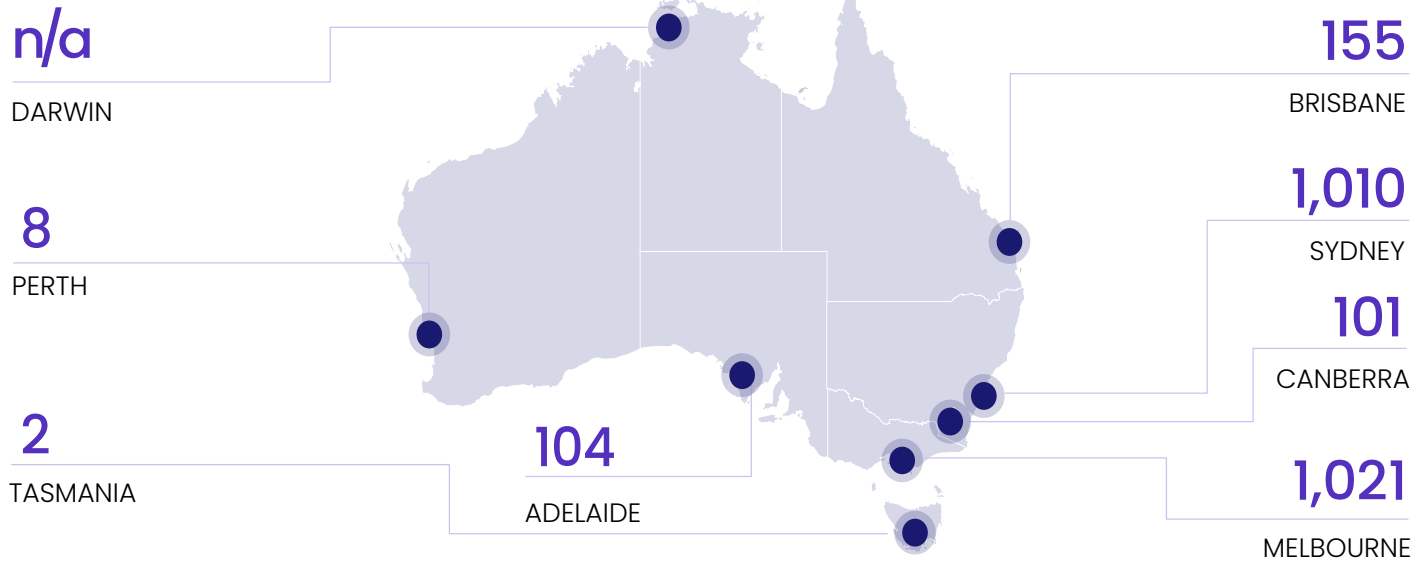 n/a
DARWIN
8
PERTH
2
TASMANIA
104
ADELAIDE
155
BRISBANE
1,010
SYDNEY
101
CANBERRA
1,021
MELBOURNE